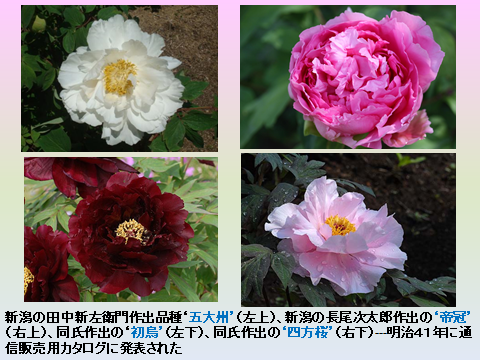 新潟の田中新左衛門作出品種‘五大州’(左上)、新潟の長尾次太郎作出の‘帝冠’
(右上)、同氏作出の‘初烏’(左下)、同氏作出の‘四方桜’(右下)---明治41年に通
信販売用カタログに発表された